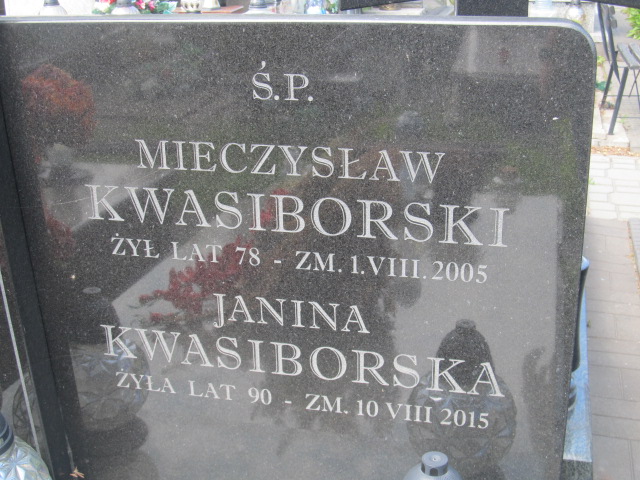 Ś.P.
MIECZYSŁAW
KWASIBORSKI
ŻYŁ LAT 78 - ZM. 1.VIII.2005
JANINA
KWASIBORSKA
ŻYŁA LAT 90 - ZM. 10 VIII 2015